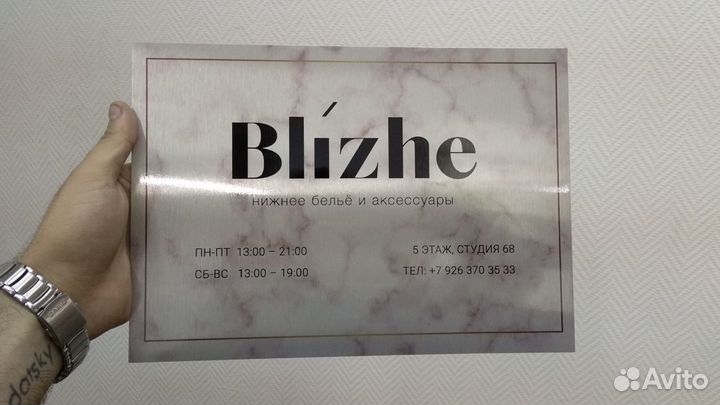 Blízhe
нижнее бельё и аксессуары
ПН-ПТ 13:00 – 21:00
СБ-ВС 13:00 – 19:00
5 ЭТАЖ, СТУДИЯ 68
ТЕЛ: +7 926 370 35 33
dotsky
Avito